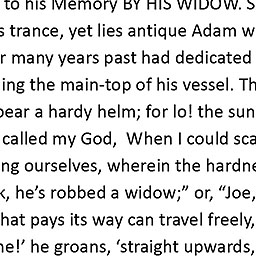 to his Memory BY HIS WIDOW. S
trance, yet lies antique Adam w
many years past had dedicated
ing the main-top of his vessel. Th
ear a hardy helm; for lo! the sun
called my God, When I could sca
ng ourselves, wherein the hardne
he's robbed a widow;” or, “Joe,
hat pays its way can travel freely,
he!’ he groans, ‘straight upwards,